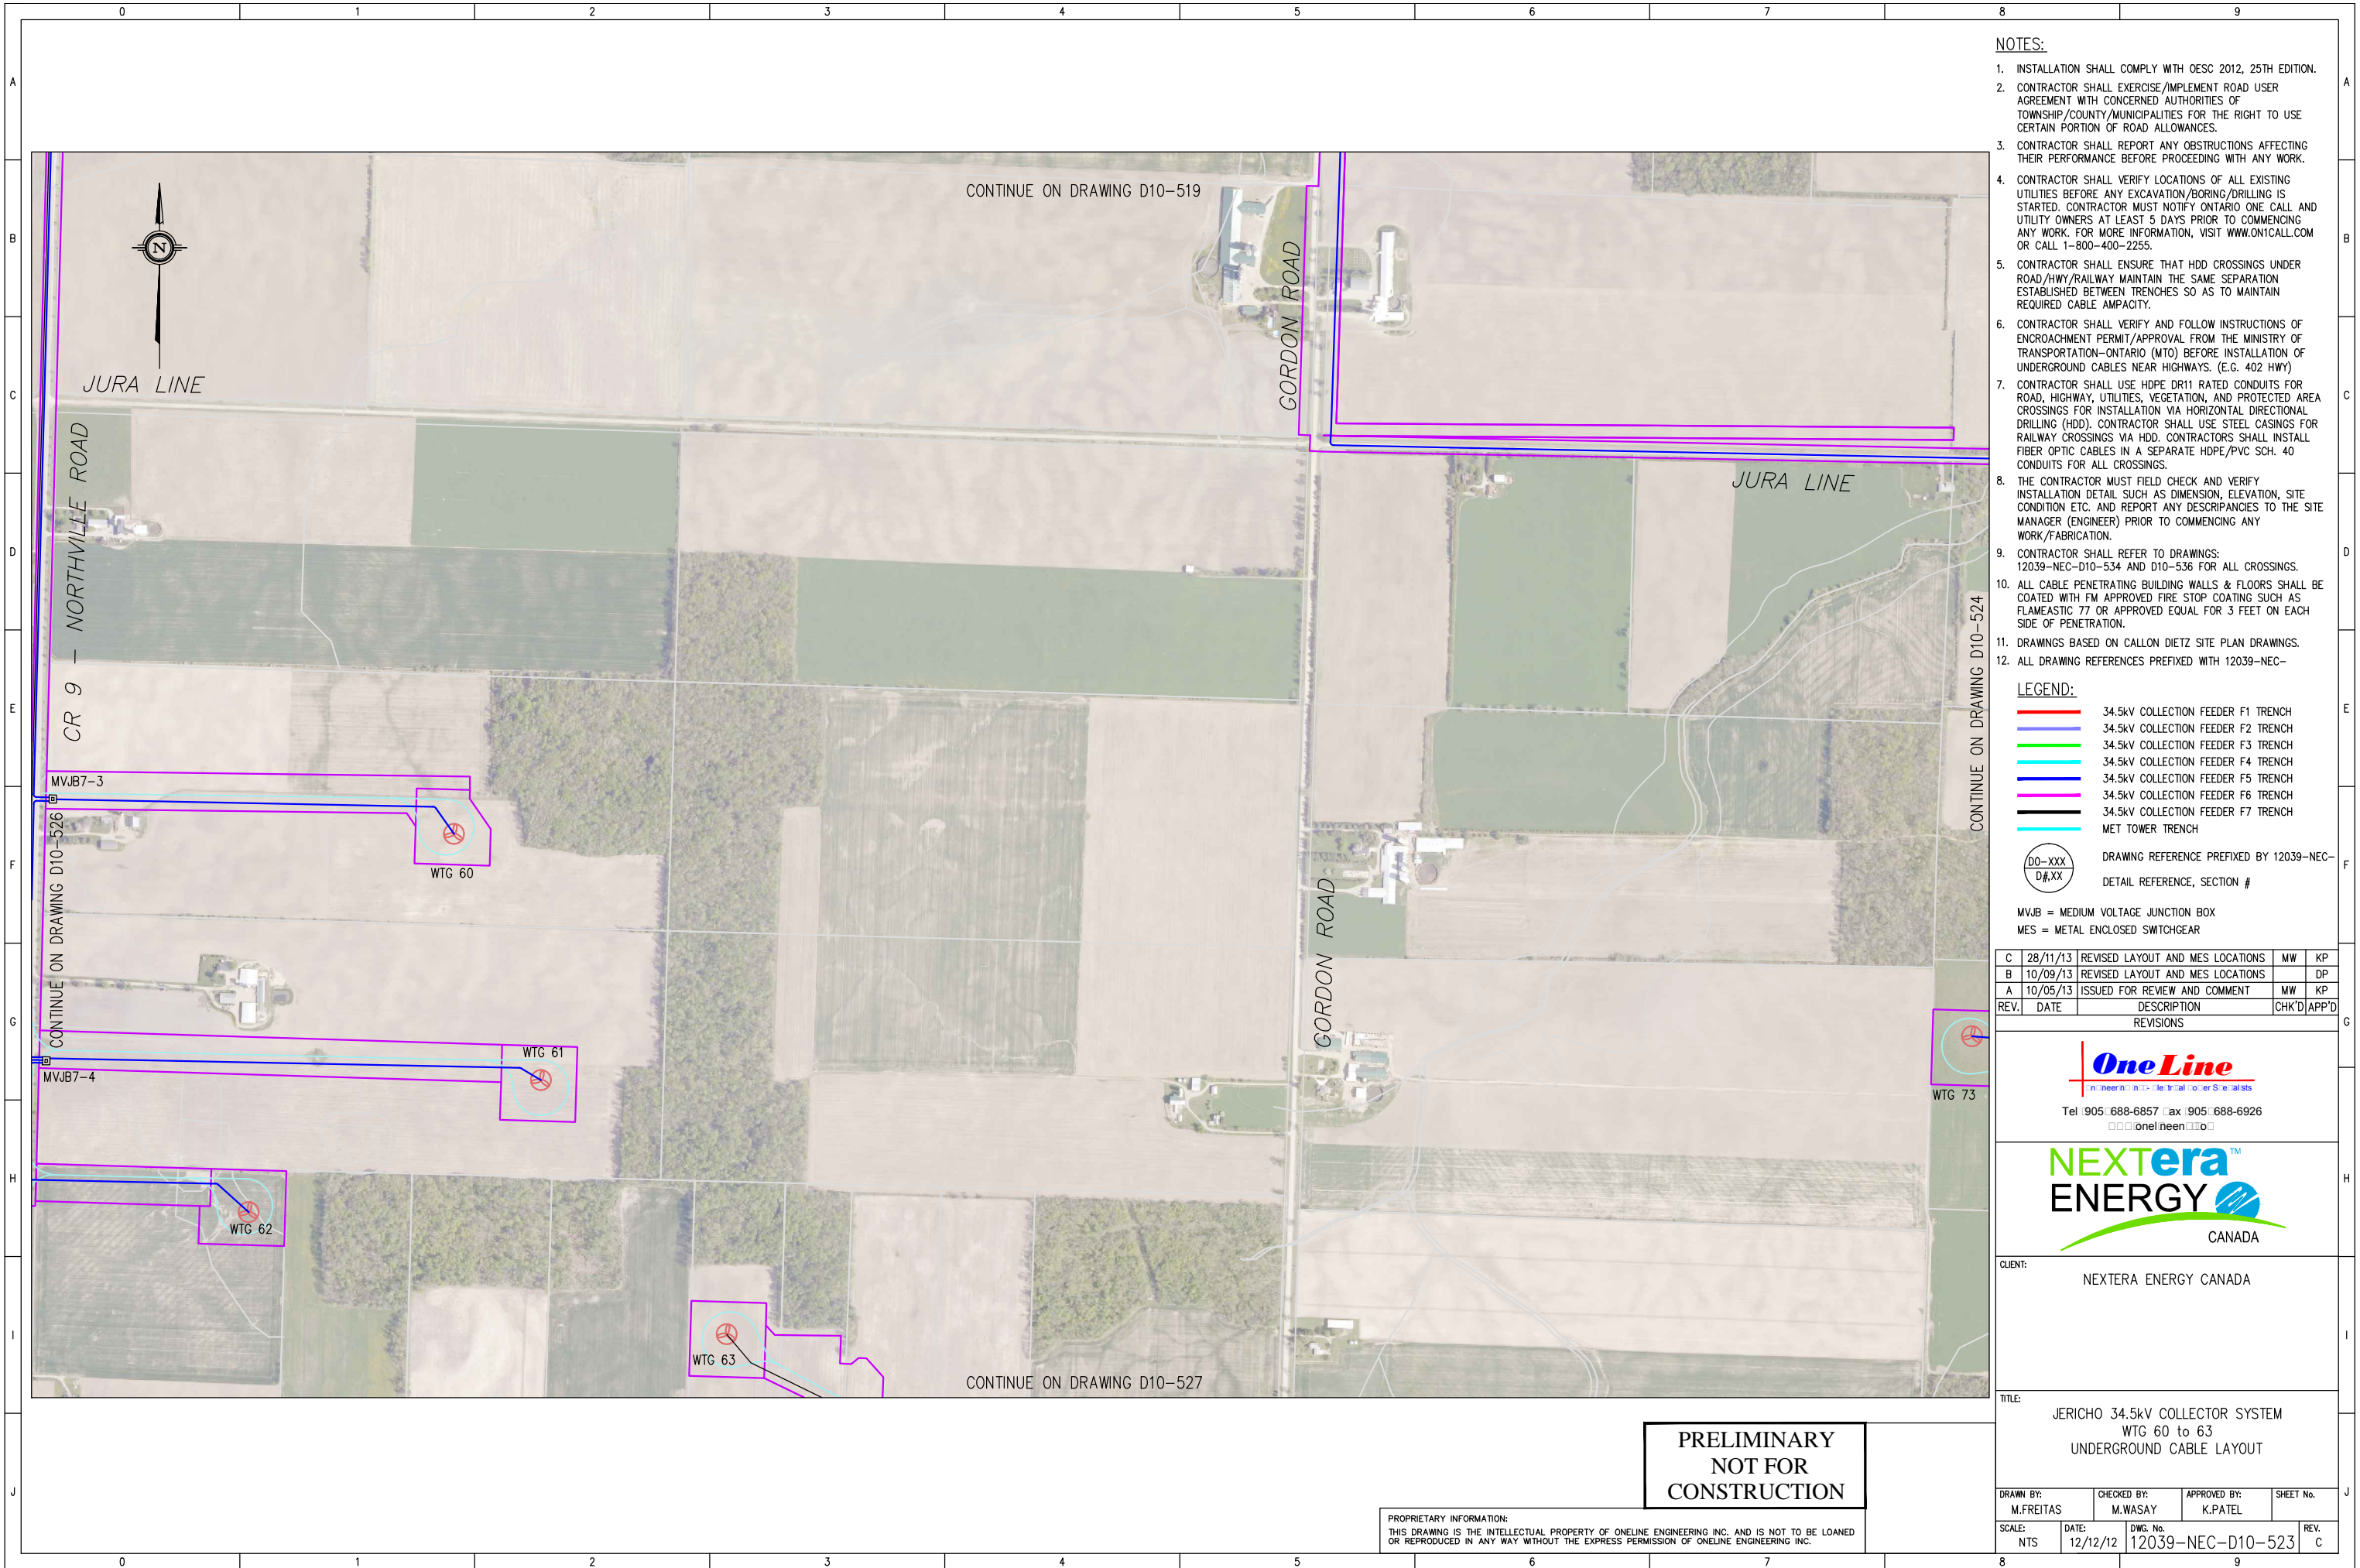 0 1 2 3 4 5 6 7 8 9
A
B
C
D
E
F
G
H
I
J
CONTINUE ON DRAWING D10-519
N
JURA LINE
GORDON ROAD
CR 9 - NORTHVILLE ROAD
JURA LINE
CONTINUE ON DRAWING D10-524
MVJB7-3
CONTINUE ON DRAWING D10-526
WTG 60
GORDON ROAD
WTG 61
MVJB7-4
WTG 73
WTG 62
WTG 63
CONTINUE ON DRAWING D10-527
NOTES:
1. INSTALLATION SHALL COMPLY WITH OESC 2012, 25TH EDITION.
2. CONTRACTOR SHALL EXERCISE/IMPLEMENT ROAD USER
AGREEMENT WITH CONCERNED AUTHORITIES OF
TOWNSHIP/COUNTY/MUNICIPALITIES FOR THE RIGHT TO USE
CERTAIN PORTION OF ROAD ALLOWANCES.
3. CONTRACTOR SHALL REPORT ANY OBSTRUCTIONS AFFECTING
THEIR PERFORMANCE BEFORE PROCEEDING WITH ANY WORK.
4. CONTRACTOR SHALL VERIFY LOCATIONS OF ALL EXISTING
UTILITIES BEFORE ANY EXCAVATION/BORING/DRILLING IS
STARTED. CONTRACTOR MUST NOTIFY ONTARIO ONE CALL AND
UTILITY OWNERS AT LEAST 5 DAYS PRIOR TO COMMENCING
ANY WORK. FOR MORE INFORMATION, VISIT WWW.ON1CALL.COM
OR CALL 1-800-400-2255.
5. CONTRACTOR SHALL ENSURE THAT HDD CROSSINGS UNDER
ROAD/HWY/RAILWAY MAINTAIN THE SAME SEPARATION
ESTABLISHED BETWEEN TRENCHES SO AS TO MAINTAIN
REQUIRED CABLE AMPACITY.
6. CONTRACTOR SHALL VERIFY AND FOLLOW INSTRUCTIONS OF
ENCROACHMENT PERMIT/APPROVAL FROM THE MINISTRY OF
TRANSPORTATION-ONTARIO (MTO) BEFORE INSTALLATION OF
UNDERGROUND CABLES NEAR HIGHWAYS. (E.G. 402 HWY)
7. CONTRACTOR SHALL USE HDPE DR11 RATED CONDUITS FOR
ROAD, HIGHWAY, UTILITIES, VEGETATION, AND PROTECTED AREA
CROSSINGS FOR INSTALLATION VIA HORIZONTAL DIRECTIONAL
DRILLING (HDD). CONTRACTOR SHALL USE STEEL CASINGS FOR
RAILWAY CROSSINGS VIA HDD. CONTRACTORS SHALL INSTALL
FIBER OPTIC CABLES IN A SEPARATE HDPE/PVC SCH. 40
CONDUITS FOR ALL CROSSINGS.
8. THE CONTRACTOR MUST FIELD CHECK AND VERIFY
INSTALLATION DETAIL SUCH AS DIMENSION, ELEVATION, SITE
CONDITION ETC. AND REPORT ANY DESCRIPANCIES TO THE SITE
MANAGER (ENGINEER) PRIOR TO COMMENCING ANY
WORK/FABRICATION.
9. CONTRACTOR SHALL REFER TO DRAWINGS:
12039-NEC-D10-534 AND D10-536 FOR ALL CROSSINGS.
10. ALL CABLE PENETRATING BUILDING WALLS & FLOORS SHALL BE
COATED WITH FM APPROVED FIRE STOP COATING SUCH AS
FLAMEASTIC 77 OR APPROVED EQUAL FOR 3 FEET ON EACH
SIDE OF PENETRATION.
11. DRAWINGS BASED ON CALLON DIETZ SITE PLAN DRAWINGS.
12. ALL DRAWING REFERENCES PREFIXED WITH 12039-NEC-
LEGEND:
34.5kV COLLECTION FEEDER F1 TRENCH
34.5kV COLLECTION FEEDER F2 TRENCH
34.5kV COLLECTION FEEDER F3 TRENCH
34.5kV COLLECTION FEEDER F4 TRENCH
34.5kV COLLECTION FEEDER F5 TRENCH
34.5kV COLLECTION FEEDER F6 TRENCH
34.5kV COLLECTION FEEDER F7 TRENCH
MET TOWER TRENCH
D0-XXX
D#,XX
DRAWING REFERENCE PREFIXED BY 12039-NEC-
DETAIL REFERENCE, SECTION #
MVJB = MEDIUM VOLTAGE JUNCTION BOX
MES = METAL ENCLOSED SWITCHGEAR
C 28/11/13 REVISED LAYOUT AND MES LOCATIONS MW KP
B 10/09/13 REVISED LAYOUT AND MES LOCATIONS DP
A 10/05/13 ISSUED FOR REVIEW AND COMMENT MW KP
REV. DATE DESCRIPTION CHK'D APP'D
REVISIONS
OneLine
Tel 905 688-6857 ax 905 688-6926
NEXTera™
ENERGY
CANADA
CLIENT:
NEXTERA ENERGY CANADA
TITLE:
JERICHO 34.5kV COLLECTOR SYSTEM
WTG 60 to 63
UNDERGROUND CABLE LAYOUT
DRAWN BY: CHECKED BY: APPROVED BY: SHEET No.
M.FREITAS M.WASAY K.PATEL
SCALE: DATE: DWG. No. REV.
NTS 12/12/12 12039-NEC-D10-523 C
PRELIMINARY
NOT FOR
CONSTRUCTION
PROPRIETARY INFORMATION:
THIS DRAWING IS THE INTELLECTUAL PROPERTY OF ONELINE ENGINEERING INC. AND IS NOT TO BE LOANED
OR REPRODUCED IN ANY WAY WITHOUT THE EXPRESS PERMISSION OF ONELINE ENGINEERING INC.
A
B
C
D
E
F
G
H
I
J
0 1 2 3 4 5 6 7 8 9